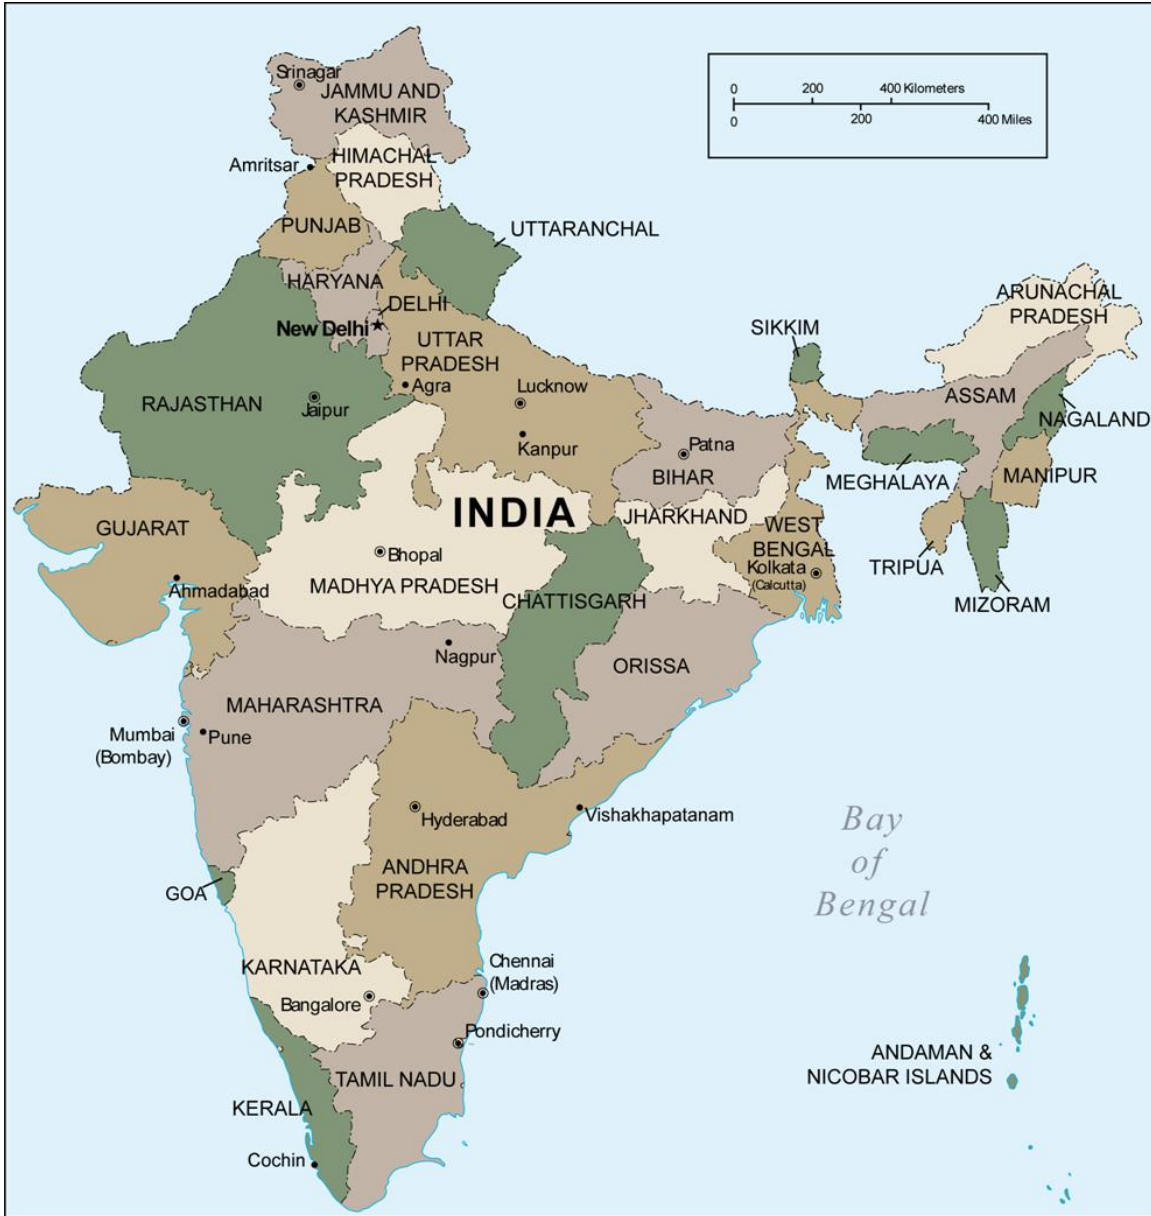 Srinagar
JAMMU AND
KASHMIR
0 200 400 Kilometers
0 200 400 Miles
Amritsar
HIMACHAL
PRADESH
PUNJAB
UTTARANCHAL
HARYANA
DELHI
New Delhi
ARUNACHAL
PRADESH
SIKKIM
UTTAR
PRADESH
Agra
Lucknow
RAJASTHAN
Jaipur
ASSAM
NAGALAND
Kanpur
Patna
BIHAR
MEGHALAYA
MANIPUR
INDIA
JHARKHAND
GUJARAT
WEST
BENGAL
Kolkata
(Calcutta)
Bhopal
MADHYA PRADESH
TRIPUA
Ahmadabad
CHATTISGARH
MIZORAM
Nagpur
ORISSA
MAHARASHTRA
Mumbai
(Bombay)
Pune
Hyderabad
Vishakhapatanam
Bay
of
Bengal
ANDHRA
PRADESH
GOA
KARNATAKA
Chennai
(Madras)
Bangalore
Pondicherry
ANDAMAN &
NICOBAR ISLANDS
TAMIL NADU
KERALA
Cochin